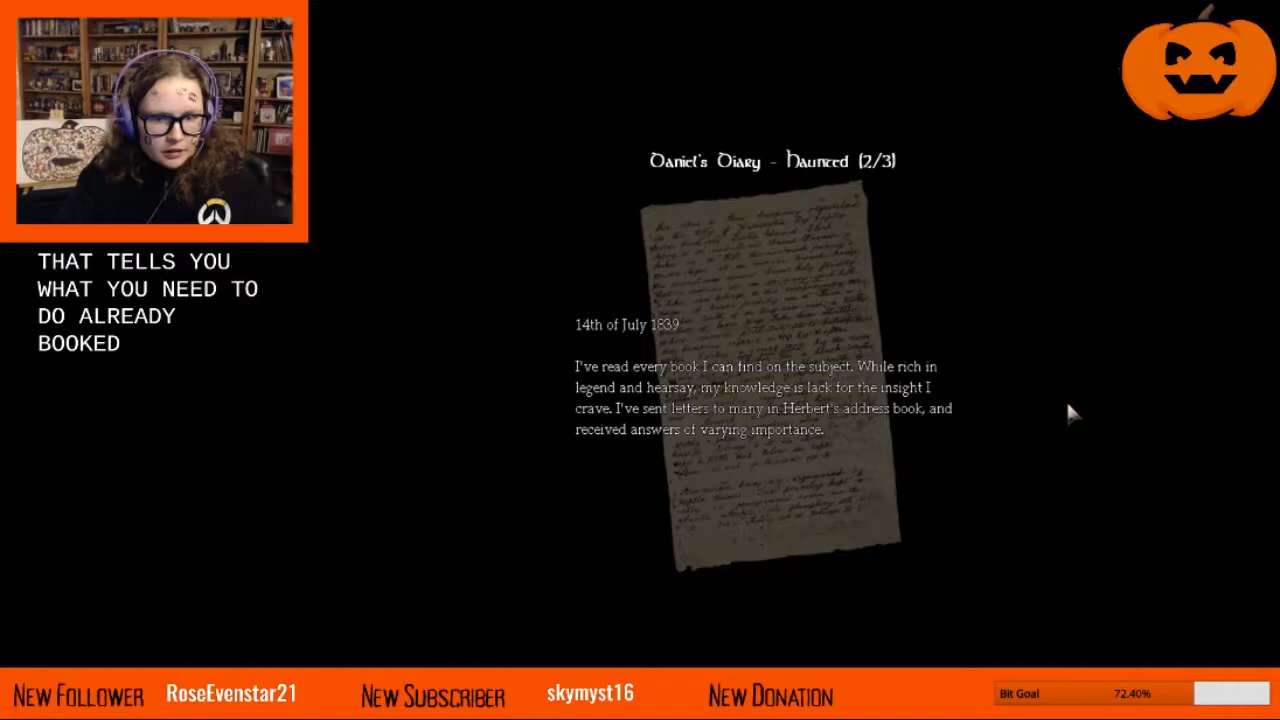 THAT TELLS YOU
WHAT YOU NEED TO
DO ALREADY
BOOKED
Daniel's Diary - Haunted (2/3)
14th of July 1839
I've read every book I can find on the subject. While rich in
legend and hearsay, my knowledge is lack for the insight I
crave. I've sent letters to many in Herbert's address book, and
received answers of varying importance.
NEW FOLLOWER RoseEvenstar21 NEW SUBSCRIBER skymyst16 NEW DONATION Bit Goal 72.40%